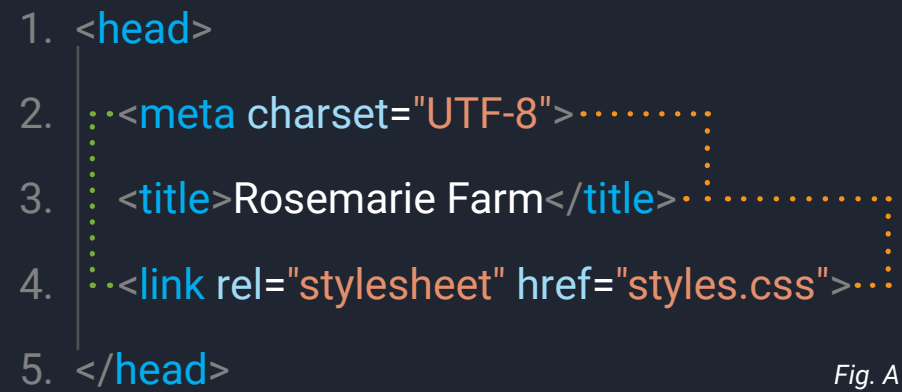 1. <head>
2. <meta charset="UTF-8">
3. <title>Rosemarie Farm</title>
4. <link rel="stylesheet" href="styles.css">
5. </head>
Fig. A